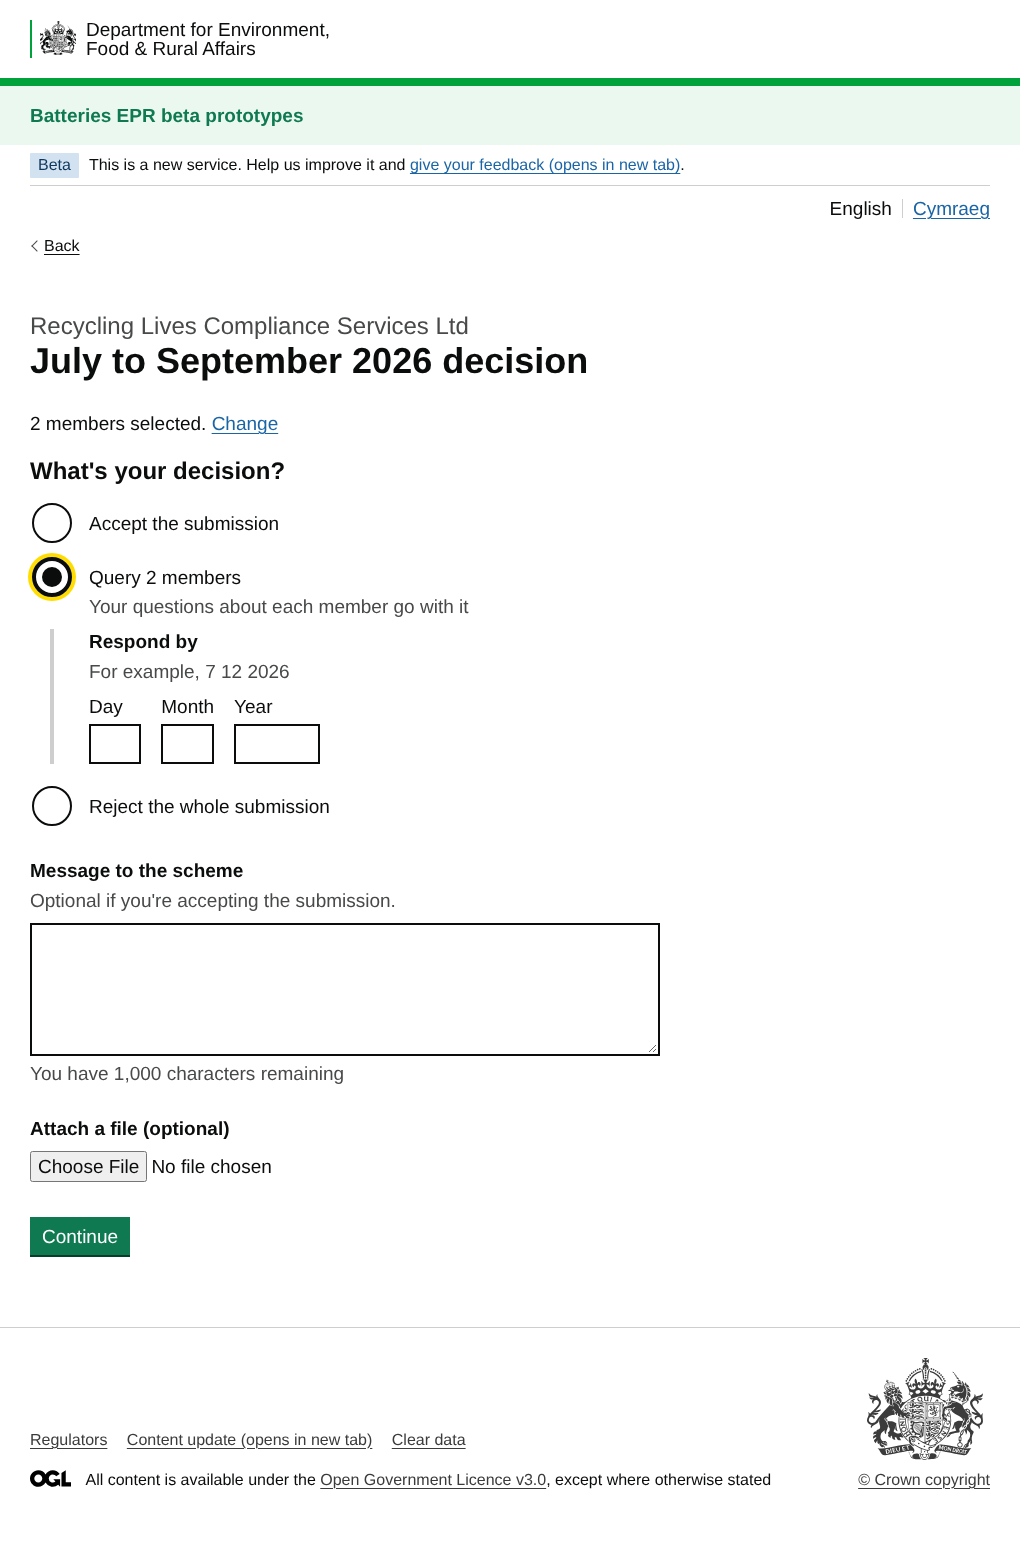 Department for Environment,
Food & Rural Affairs
Batteries EPR beta prototypes
Beta This is a new service. Help us improve it and give your feedback (opens in new tab).
English Cymraeg
Back
Recycling Lives Compliance Services Ltd
July to September 2026 decision
2 members selected. Change
What's your decision?
Accept the submission
Query 2 members
Your questions about each member go with it
Respond by
For example, 7 12 2026
Day Month Year
Reject the whole submission
Message to the scheme
Optional if you're accepting the submission.
You have 1,000 characters remaining
Attach a file (optional)
Choose File No file chosen
Continue
Regulators Content update (opens in new tab) Clear data
OGL All content is available under the Open Government Licence v3.0, except where otherwise stated
© Crown copyright